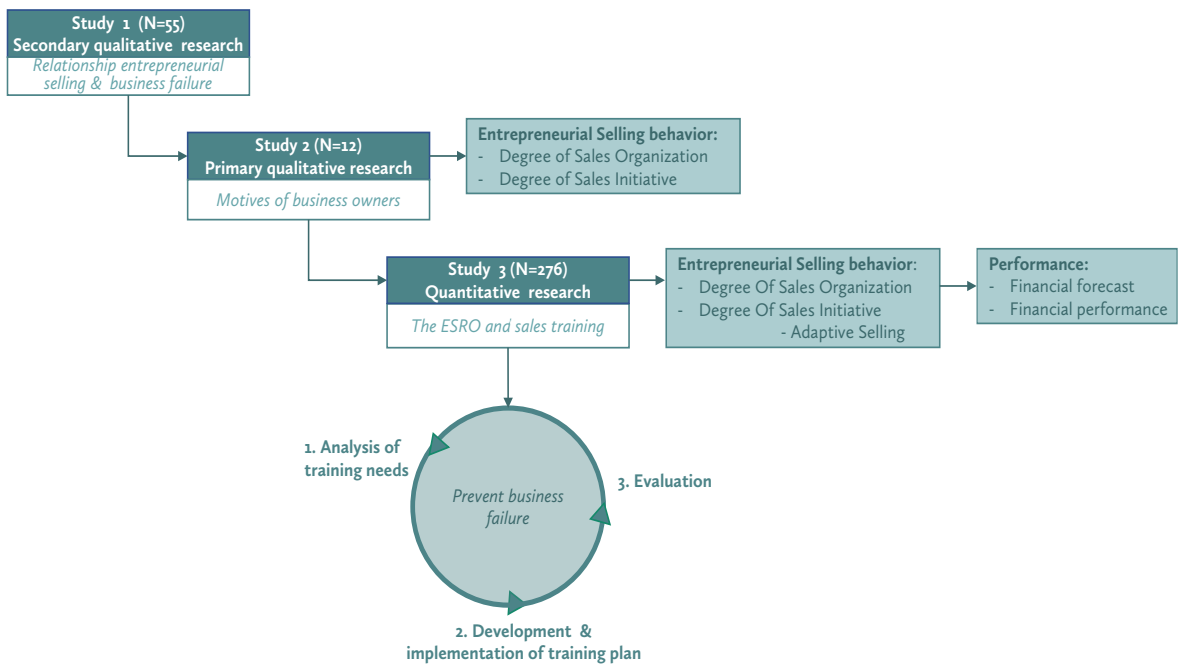 Study 1 (N=55)
Secondary qualitative research
Relationship entrepreneurial
selling & business failure
Study 2 (N=12)
Primary qualitative research
Motives of business owners
Entrepreneurial Selling behavior:
- Degree of Sales Organization
- Degree of Sales Initiative
Study 3 (N=276)
Quantitative research
The ESRO and sales training
Entrepreneurial Selling behavior:
- Degree Of Sales Organization
- Degree Of Sales Initiative
- Adaptive Selling
Performance:
- Financial forecast
- Financial performance
1. Analysis of
training needs
Prevent business
failure
3. Evaluation
2. Development &
implementation of training plan